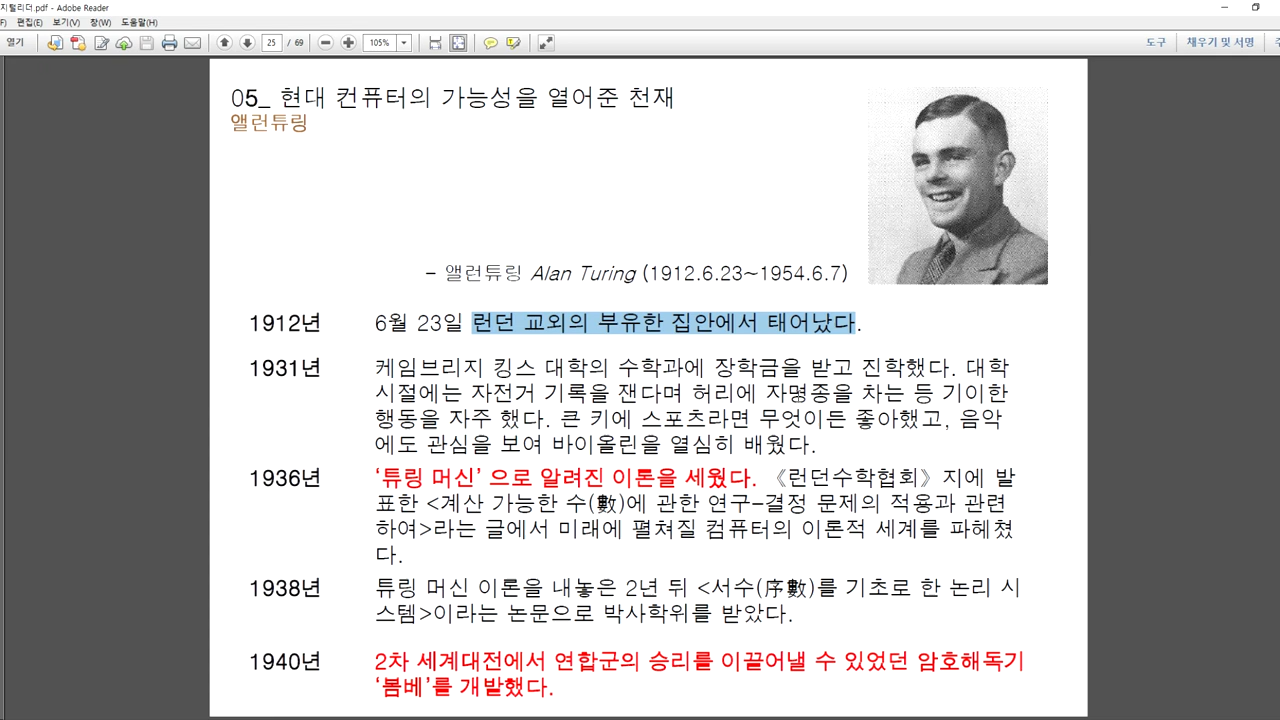 지털리더.pdf - Adobe Reader
F) 편집(E) 보기(V) 창(W) 도움말(H)
열기 25 / 69 105% 도구 채우기 및 서명
05_ 현대 컴퓨터의 가능성을 열어준 천재
앨런튜링
- 앨런튜링 Alan Turing (1912.6.23~1954.6.7)
1912년 6월 23일 런던 교외의 부유한 집안에서 태어났다.
1931년 케임브리지 킹스 대학의 수학과에 장학금을 받고 진학했다. 대학
시절에는 자전거 기록을 잰다며 허리에 자명종을 차는 등 기이한
행동을 자주 했다. 큰 키에 스포츠라면 무엇이든 좋아했고, 음악
에도 관심을 보여 바이올린을 열심히 배웠다.
1936년 ‘튜링 머신’ 으로 알려진 이론을 세웠다. 《런던수학협회》지에 발
표한 <계산 가능한 수(數)에 관한 연구-결정 문제의 적용과 관련
하여>라는 글에서 미래에 펼쳐질 컴퓨터의 이론적 세계를 파헤쳤
다.
1938년 튜링 머신 이론을 내놓은 2년 뒤 <서수(序數)를 기초로 한 논리 시
스템>이라는 논문으로 박사학위를 받았다.
1940년 2차 세계대전에서 연합군의 승리를 이끌어낼 수 있었던 암호해독기
‘봄베’를 개발했다.